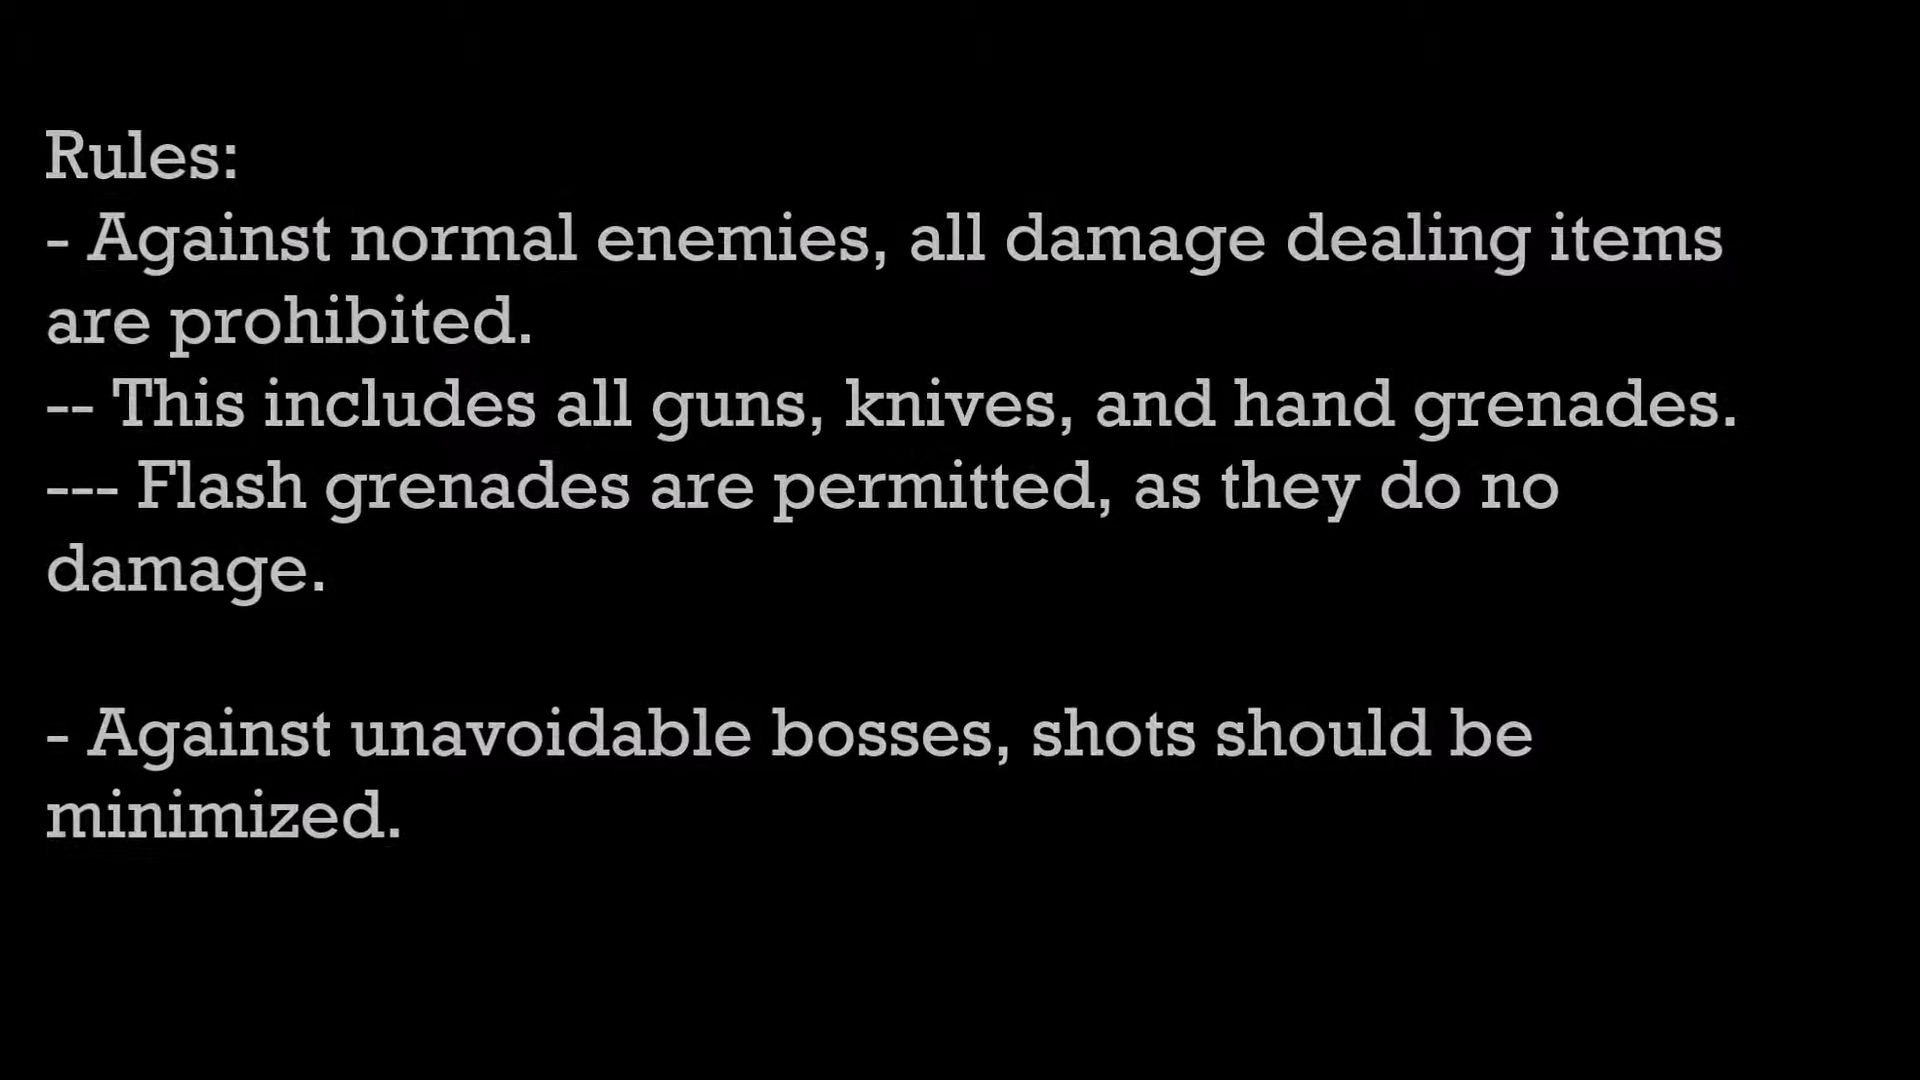 Rules:
- Against normal enemies, all damage dealing items
are prohibited.
-- This includes all guns, knives, and hand grenades.
--- Flash grenades are permitted, as they do no
damage.
- Against unavoidable bosses, shots should be
minimized.